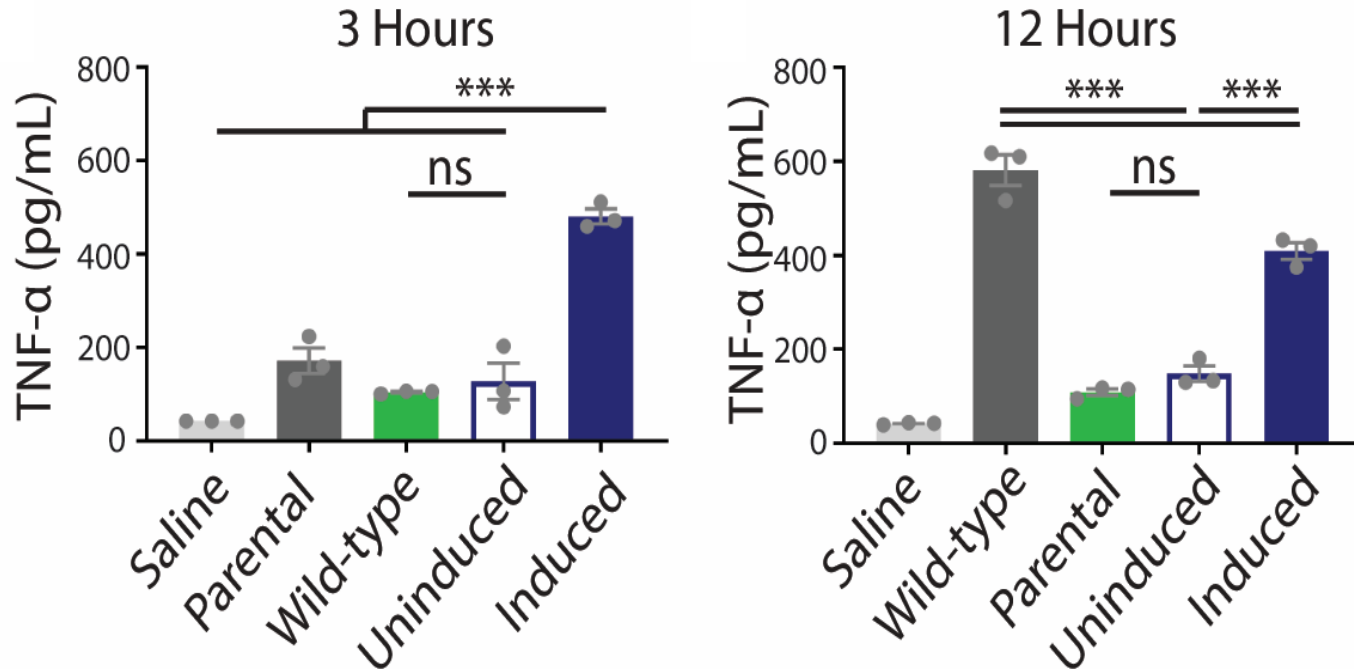 3 Hours
TNF-α (pg/mL)
800
600
400
200
0
***
ns
Saline
Parental
Wild-type
Uninduced
Induced
12 Hours
TNF-α (pg/mL)
800
600
400
200
0
***
***
ns
Saline
Wild-type
Parental
Uninduced
Induced